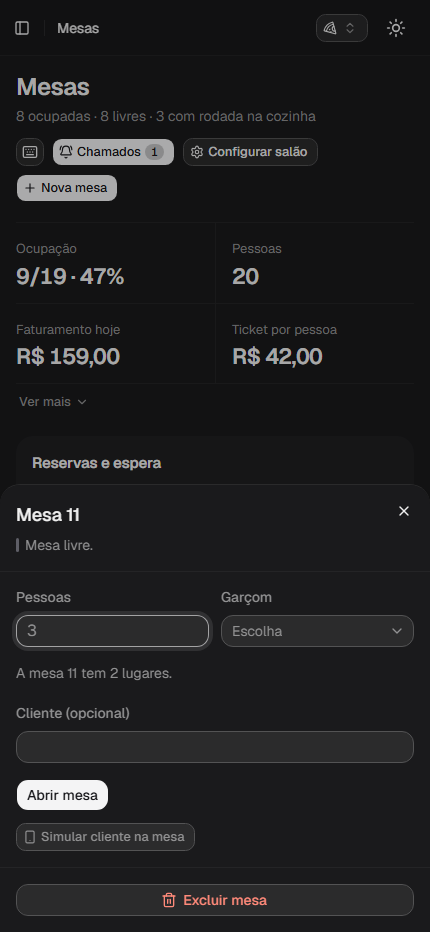 Mesas
Mesas
8 ocupadas · 8 livres · 3 com rodada na cozinha
Chamados 1
Configurar salão
Nova mesa
Ocupação
9/19 · 47%
Pessoas
20
Faturamento hoje
R$ 159,00
Ticket por pessoa
R$ 42,00
Ver mais
Reservas e espera
Mesa 11
Mesa livre.
Pessoas
3
Garçom
Escolha
A mesa 11 tem 2 lugares.
Cliente (opcional)
Abrir mesa
Simular cliente na mesa
Excluir mesa